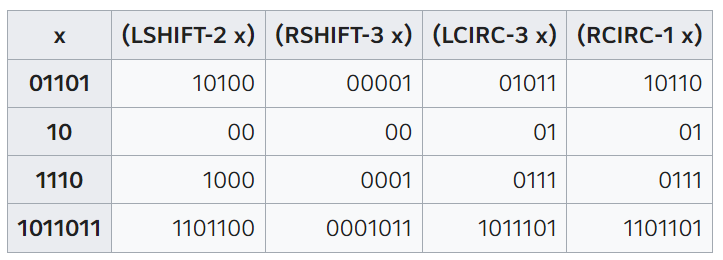 x (LSHIFT-2 x) (RSHIFT-3 x) (LCIRC-3 x) (RCIRC-1 x)
01101 10100 00001 01011 10110
10 00 00 01 01
1110 1000 0001 0111 0111
1011011 1101100 0001011 1011101 1101101